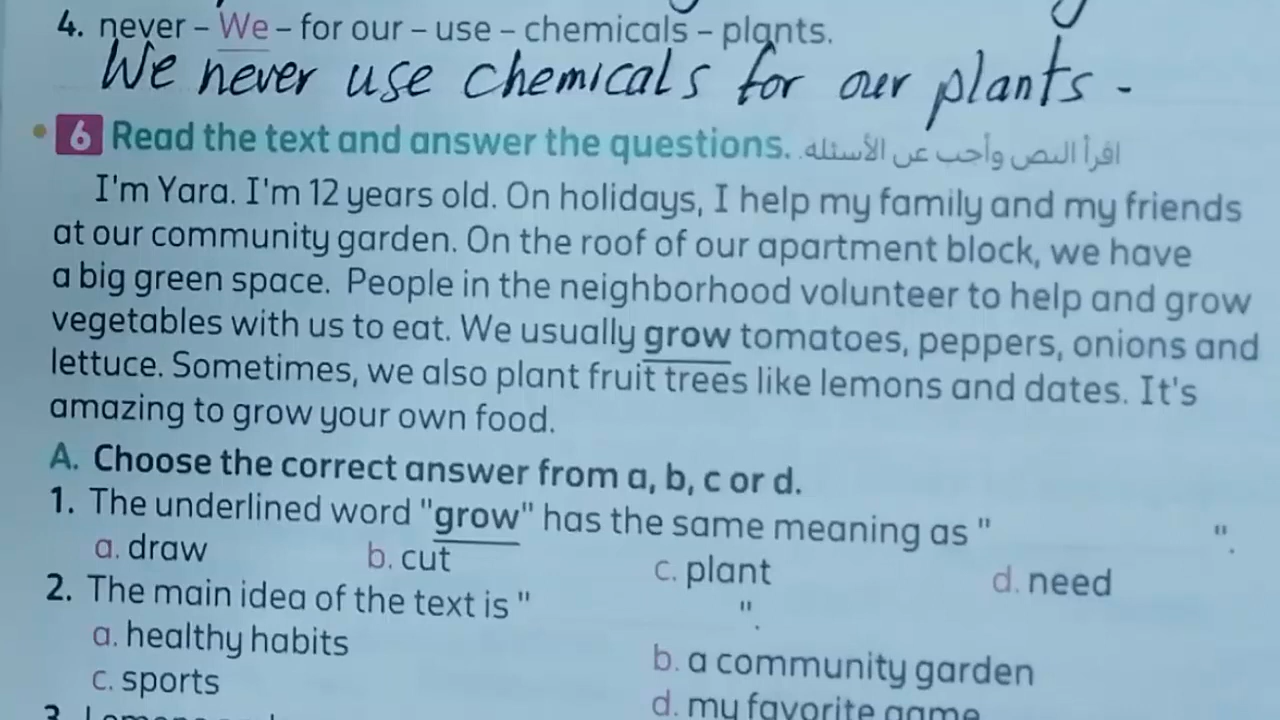 4. never – We – for our – use – chemicals – plants.
We never use chemicals for our plants -
6 Read the text and answer the questions. اقرأ النص وأجب عن الأسئلة.
I'm Yara. I'm 12 years old. On holidays, I help my family and my friends
at our community garden. On the roof of our apartment block, we have
a big green space. People in the neighborhood volunteer to help and grow
vegetables with us to eat. We usually grow tomatoes, peppers, onions and
lettuce. Sometimes, we also plant fruit trees like lemons and dates. It's
amazing to grow your own food.
A. Choose the correct answer from a, b, c or d.
1. The underlined word "grow" has the same meaning as " ".
a. draw b. cut c. plant d. need
2. The main idea of the text is " ".
a. healthy habits b. a community garden
c. sports d. my favorite game
3.